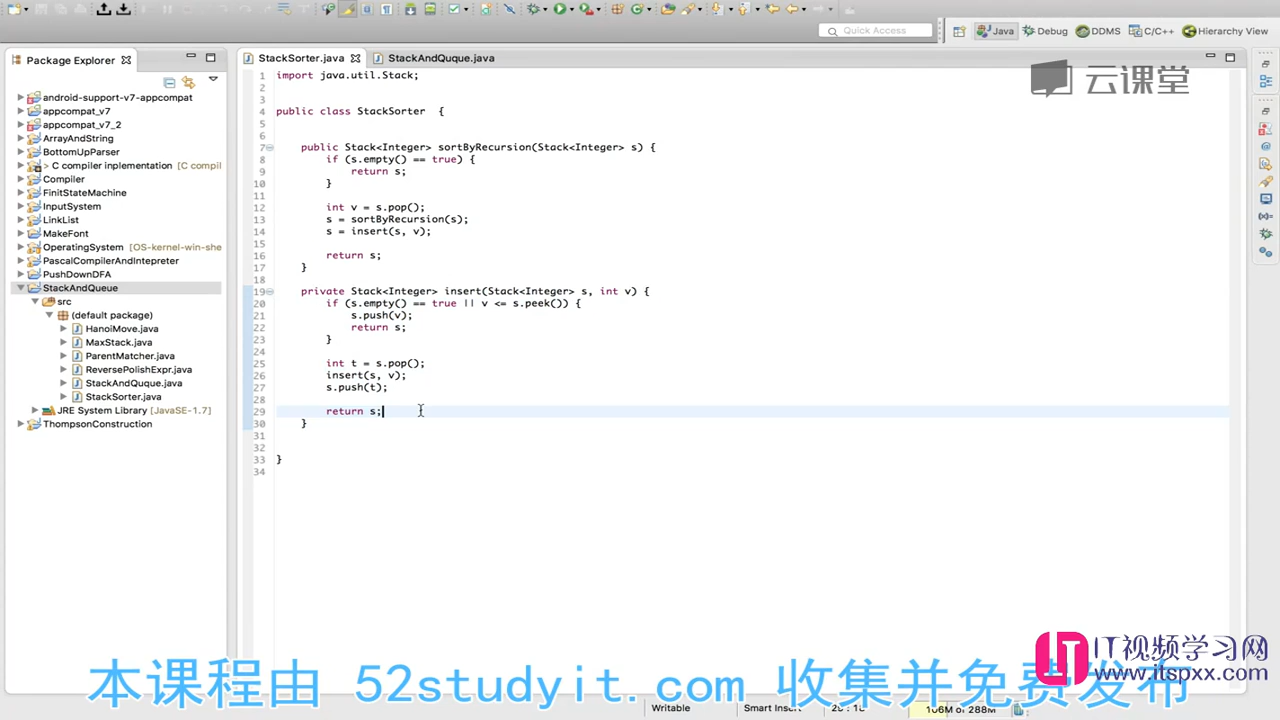 Quick Access
Java
Debug
DDMS
C/C++
Hierarchy View
Package Explorer
StackSorter.java
StackAndQuque.java
云课堂
android-support-v7-appcompat
appcompat_v7
appcompat_v7_2
ArrayAndString
BottomUpParser
> C compiler inplementation [C compil
Compiler
FinitStateMachine
InputSystem
LinkList
MakeFont
OperatingSystem [OS-kernel-win-she
PascalCompilerAndIntepreter
PushDownDFA
StackAndQueue
src
(default package)
HanoiMove.java
MaxStack.java
ParentMatcher.java
ReversePolishExpr.java
StackAndQuque.java
StackSorter.java
JRE System Library [JavaSE-1.7]
ThompsonConstruction
1 import java.util.Stack;
2
3
4 public class StackSorter {
5
6
7 public Stack<Integer> sortByRecursion(Stack<Integer> s) {
8 if (s.empty() == true) {
9 return s;
10 }
11
12 int v = s.pop();
13 s = sortByRecursion(s);
14 s = insert(s, v);
15
16 return s;
17 }
18
19 private Stack<Integer> insert(Stack<Integer> s, int v) {
20 if (s.empty() == true || v <= s.peek()) {
21 s.push(v);
22 return s;
23 }
24
25 int t = s.pop();
26 insert(s, v);
27 s.push(t);
28
29 return s;
30 }
31
32
33 }
34
IT视频学习网
www.itspxx.com
本课程由 52studyit.com 收集并免费发布
Writable
Smart Insert
106M of 288M